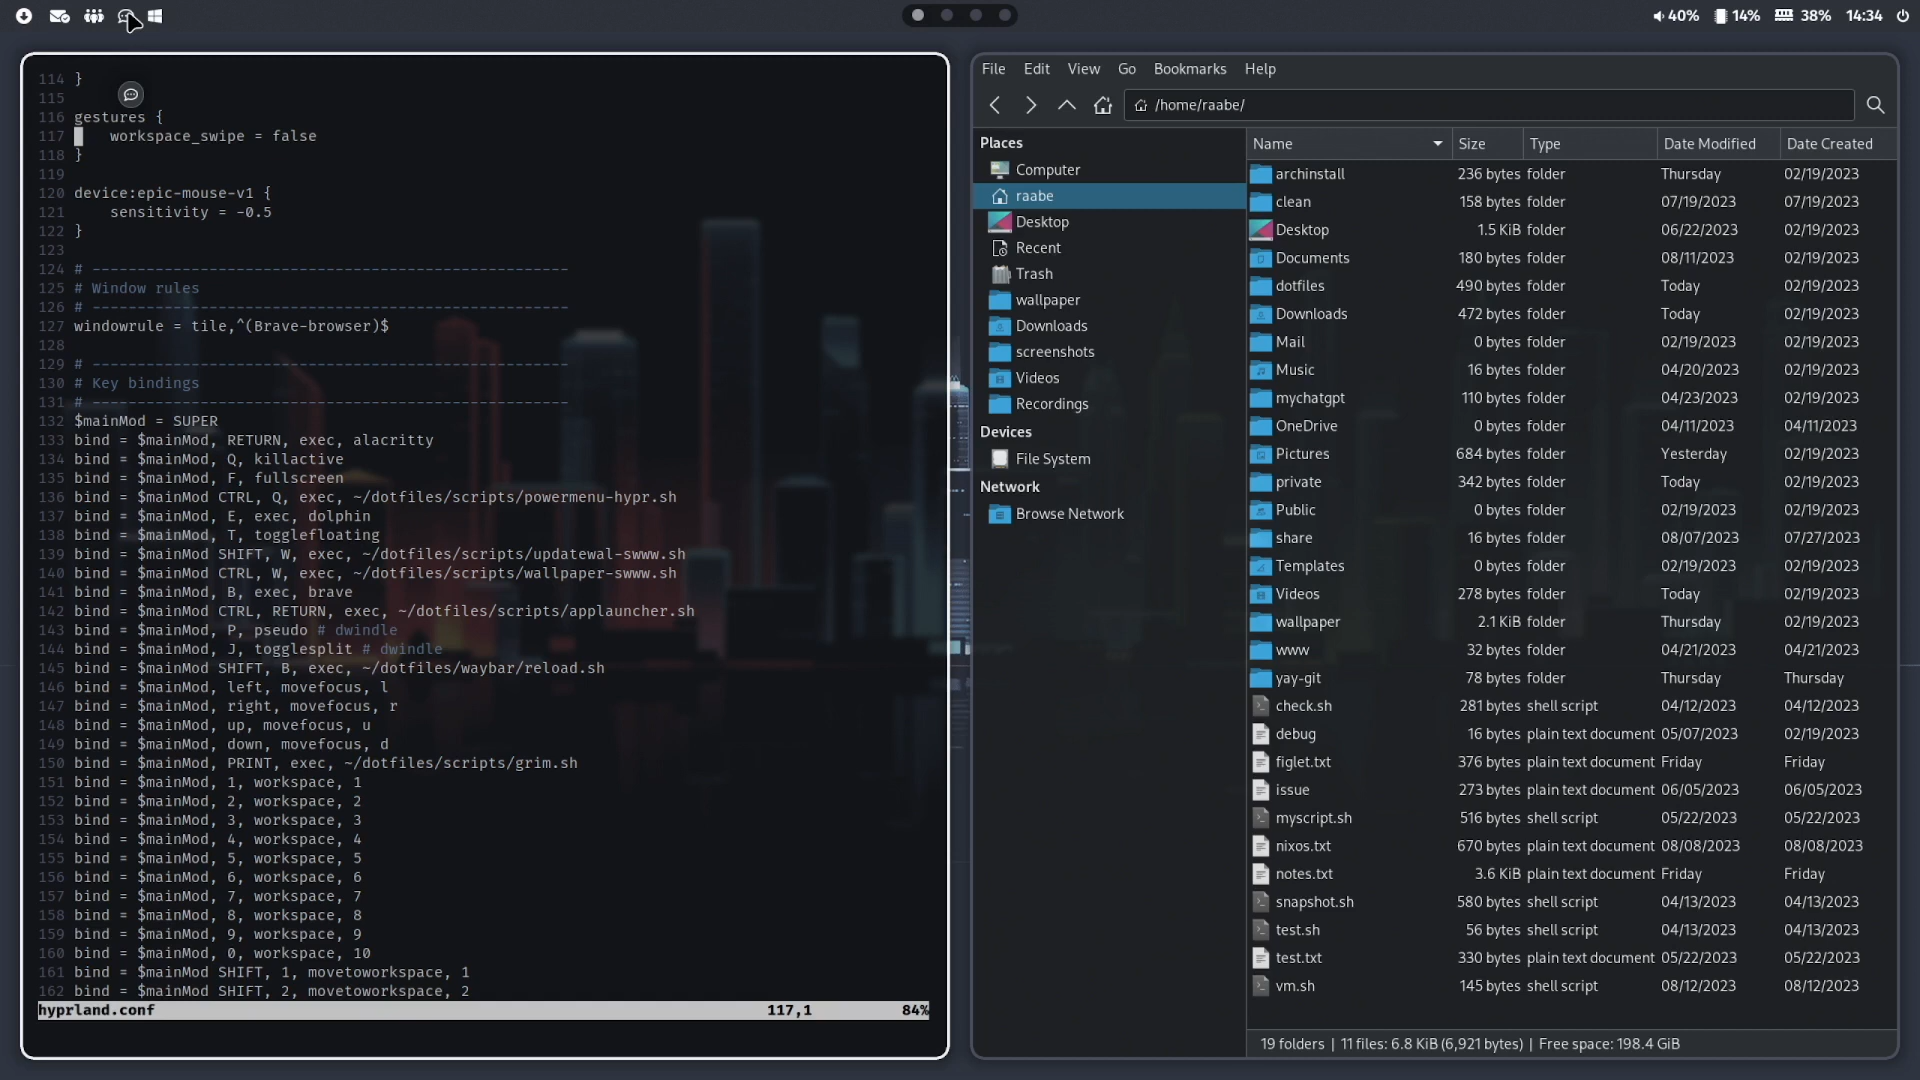 40% 14% 38% 14:34
114 }
115
116 gestures {
117     workspace_swipe = false
118 }
119
120 device:epic-mouse-v1 {
121     sensitivity = -0.5
122 }
123
124 # -----------------------------------------------------
125 # Window rules
126 # -----------------------------------------------------
127 windowrule = tile,^(Brave-browser)$
128
129 # -----------------------------------------------------
130 # Key bindings
131 # -----------------------------------------------------
132 $mainMod = SUPER
133 bind = $mainMod, RETURN, exec, alacritty
134 bind = $mainMod, Q, killactive
135 bind = $mainMod, F, fullscreen
136 bind = $mainMod CTRL, Q, exec, ~/dotfiles/scripts/powermenu-hypr.sh
137 bind = $mainMod, E, exec, dolphin
138 bind = $mainMod, T, togglefloating
139 bind = $mainMod SHIFT, W, exec, ~/dotfiles/scripts/updatewal-swww.sh
140 bind = $mainMod CTRL, W, exec, ~/dotfiles/scripts/wallpaper-swww.sh
141 bind = $mainMod, B, exec, brave
142 bind = $mainMod CTRL, RETURN, exec, ~/dotfiles/scripts/applauncher.sh
143 bind = $mainMod, P, pseudo # dwindle
144 bind = $mainMod, J, togglesplit # dwindle
145 bind = $mainMod SHIFT, B, exec, ~/dotfiles/waybar/reload.sh
146 bind = $mainMod, left, movefocus, l
147 bind = $mainMod, right, movefocus, r
148 bind = $mainMod, up, movefocus, u
149 bind = $mainMod, down, movefocus, d
150 bind = $mainMod, PRINT, exec, ~/dotfiles/scripts/grim.sh
151 bind = $mainMod, 1, workspace, 1
152 bind = $mainMod, 2, workspace, 2
153 bind = $mainMod, 3, workspace, 3
154 bind = $mainMod, 4, workspace, 4
155 bind = $mainMod, 5, workspace, 5
156 bind = $mainMod, 6, workspace, 6
157 bind = $mainMod, 7, workspace, 7
158 bind = $mainMod, 8, workspace, 8
159 bind = $mainMod, 9, workspace, 9
160 bind = $mainMod, 0, workspace, 10
161 bind = $mainMod SHIFT, 1, movetoworkspace, 1
162 bind = $mainMod SHIFT, 2, movetoworkspace, 2
hyprland.conf 117,1 84%
File Edit View Go Bookmarks Help
/home/raabe/
Places
Computer
raabe
Desktop
Recent
Trash
wallpaper
Downloads
screenshots
Videos
Recordings
Devices
File System
Network
Browse Network
Name Size Type Date Modified Date Created
archinstall 236 bytes folder Thursday 02/19/2023
clean 158 bytes folder 07/19/2023 07/19/2023
Desktop 1.5 KiB folder 06/22/2023 02/19/2023
Documents 180 bytes folder 08/11/2023 02/19/2023
dotfiles 490 bytes folder Today 02/19/2023
Downloads 472 bytes folder Today 02/19/2023
Mail 0 bytes folder 02/19/2023 02/19/2023
Music 16 bytes folder 04/20/2023 02/19/2023
mychatgpt 110 bytes folder 04/23/2023 02/19/2023
OneDrive 0 bytes folder 04/11/2023 04/11/2023
Pictures 684 bytes folder Yesterday 02/19/2023
private 342 bytes folder Today 02/19/2023
Public 0 bytes folder 02/19/2023 02/19/2023
share 16 bytes folder 08/07/2023 07/27/2023
Templates 0 bytes folder 02/19/2023 02/19/2023
Videos 278 bytes folder Today 02/19/2023
wallpaper 2.1 KiB folder Thursday 02/19/2023
www 32 bytes folder 04/21/2023 04/21/2023
yay-git 78 bytes folder Thursday Thursday
check.sh 281 bytes shell script 04/12/2023 04/12/2023
debug 16 bytes plain text document 05/07/2023 02/19/2023
figlet.txt 376 bytes plain text document Friday Friday
issue 273 bytes plain text document 06/05/2023 06/05/2023
myscript.sh 516 bytes shell script 05/22/2023 05/22/2023
nixos.txt 670 bytes plain text document 08/08/2023 08/08/2023
notes.txt 3.6 KiB plain text document Friday Friday
snapshot.sh 580 bytes shell script 04/13/2023 04/13/2023
test.sh 56 bytes shell script 04/13/2023 04/13/2023
test.txt 330 bytes plain text document 05/22/2023 05/22/2023
vm.sh 145 bytes shell script 08/12/2023 08/12/2023
19 folders | 11 files: 6.8 KiB (6,921 bytes) | Free space: 198.4 GiB